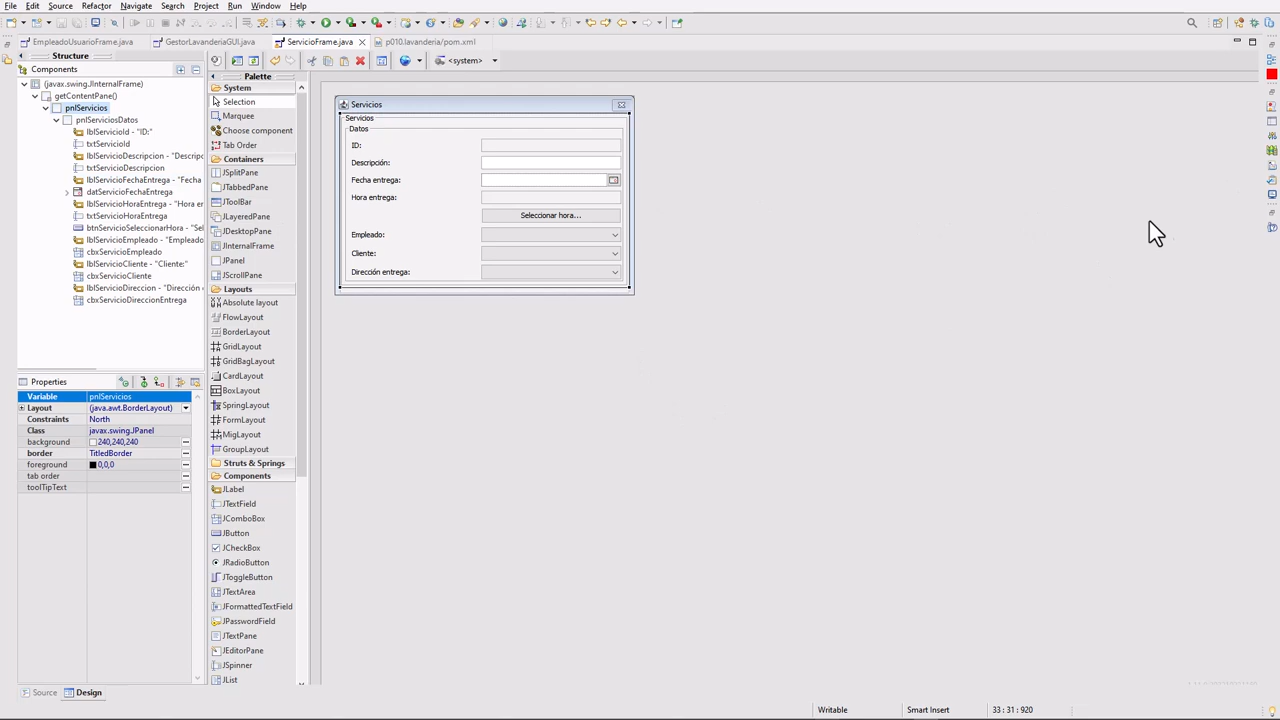 File Edit Source Refactor Navigate Search Project Run Window Help
EmpleadoUsuarioFrame.java GestorLavanderiaGUI.java ServicioFrame.java p010.lavanderia/pom.xml
Structure
Components
(javax.swing.JInternalFrame)
getContentPane()
pnlServicios
pnlServiciosDatos
lblServicioId - "ID:"
txtServicioId
lblServicioDescripcion - "Descripc
txtServicioDescripcion
lblServicioFechaEntrega - "Fecha
datServicioFechaEntrega
lblServicioHoraEntrega - "Hora er
txtServicioHoraEntrega
btnServicioSeleccionarHora - "Sel
lblServicioEmpleado - "Empleado
cbxServicioEmpleado
lblServicioCliente - "Cliente:"
cbxServicioCliente
lblServicioDireccion - "Dirección e
cbxServicioDireccionEntrega
Properties
Variable pnlServicios
Layout (java.awt.BorderLayout)
Constraints North
Class javax.swing.JPanel
background 240,240,240
border TitledBorder
foreground 0,0,0
tab order
toolTipText
<system>
Palette
System
Selection
Marquee
Choose component
Tab Order
Containers
JSplitPane
JTabbedPane
JToolBar
JLayeredPane
JDesktopPane
JInternalFrame
JPanel
JScrollPane
Layouts
Absolute layout
FlowLayout
BorderLayout
GridLayout
GridBagLayout
CardLayout
BoxLayout
SpringLayout
FormLayout
MigLayout
GroupLayout
Struts & Springs
Components
JLabel
JTextField
JComboBox
JButton
JCheckBox
JRadioButton
JToggleButton
JTextArea
JFormattedTextField
JPasswordField
JTextPane
JEditorPane
JSpinner
JList
Servicios
Servicios
Datos
ID:
Descripción:
Fecha entrega:
Hora entrega:
Seleccionar hora...
Empleado:
Cliente:
Dirección entrega:
Source Design
Writable Smart Insert 33 : 31 : 920